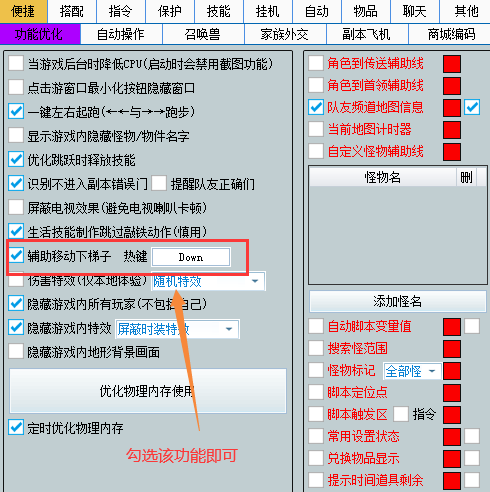 便捷 搭配 指令 保护 技能 挂机 自动 物品 聊天 其他
功能优化 自动操作 召唤兽 家族外交 副本飞机 商城编码
当游戏后台时降低CPU(启动时会禁用截图功能)
点击游窗口最小化按钮隐藏窗口
一键左右起跑(←←与→→跑步)
显示游戏内隐藏怪物/物件名字
优化跳跃时释放技能
识别不进入副本错误门 提醒队友正确们
屏蔽电视效果(避免电视喇叭卡顿)
生活技能制作跳过敲铁动作(慎用)
辅助移动下梯子 热键 Down
伤害特效(仅本地体验) 随机特效
隐藏游戏内所有玩家(不包括自己)
隐藏游戏内特效 屏蔽时装特效
隐藏游戏内地形背景画面
优化物理内存使用
定时优化物理内存
勾选该功能即可
角色到传送辅助线
角色到首领辅助线
队友频道地图信息
当前地图计时器
自定义怪物辅助线
怪物名 删
添加怪名
自动脚本变量值
搜索怪范围
怪物标记 全部怪
脚本定位点
脚本触发区 指令
常用设置状态
兑换物品显示
提示时间道具剩余